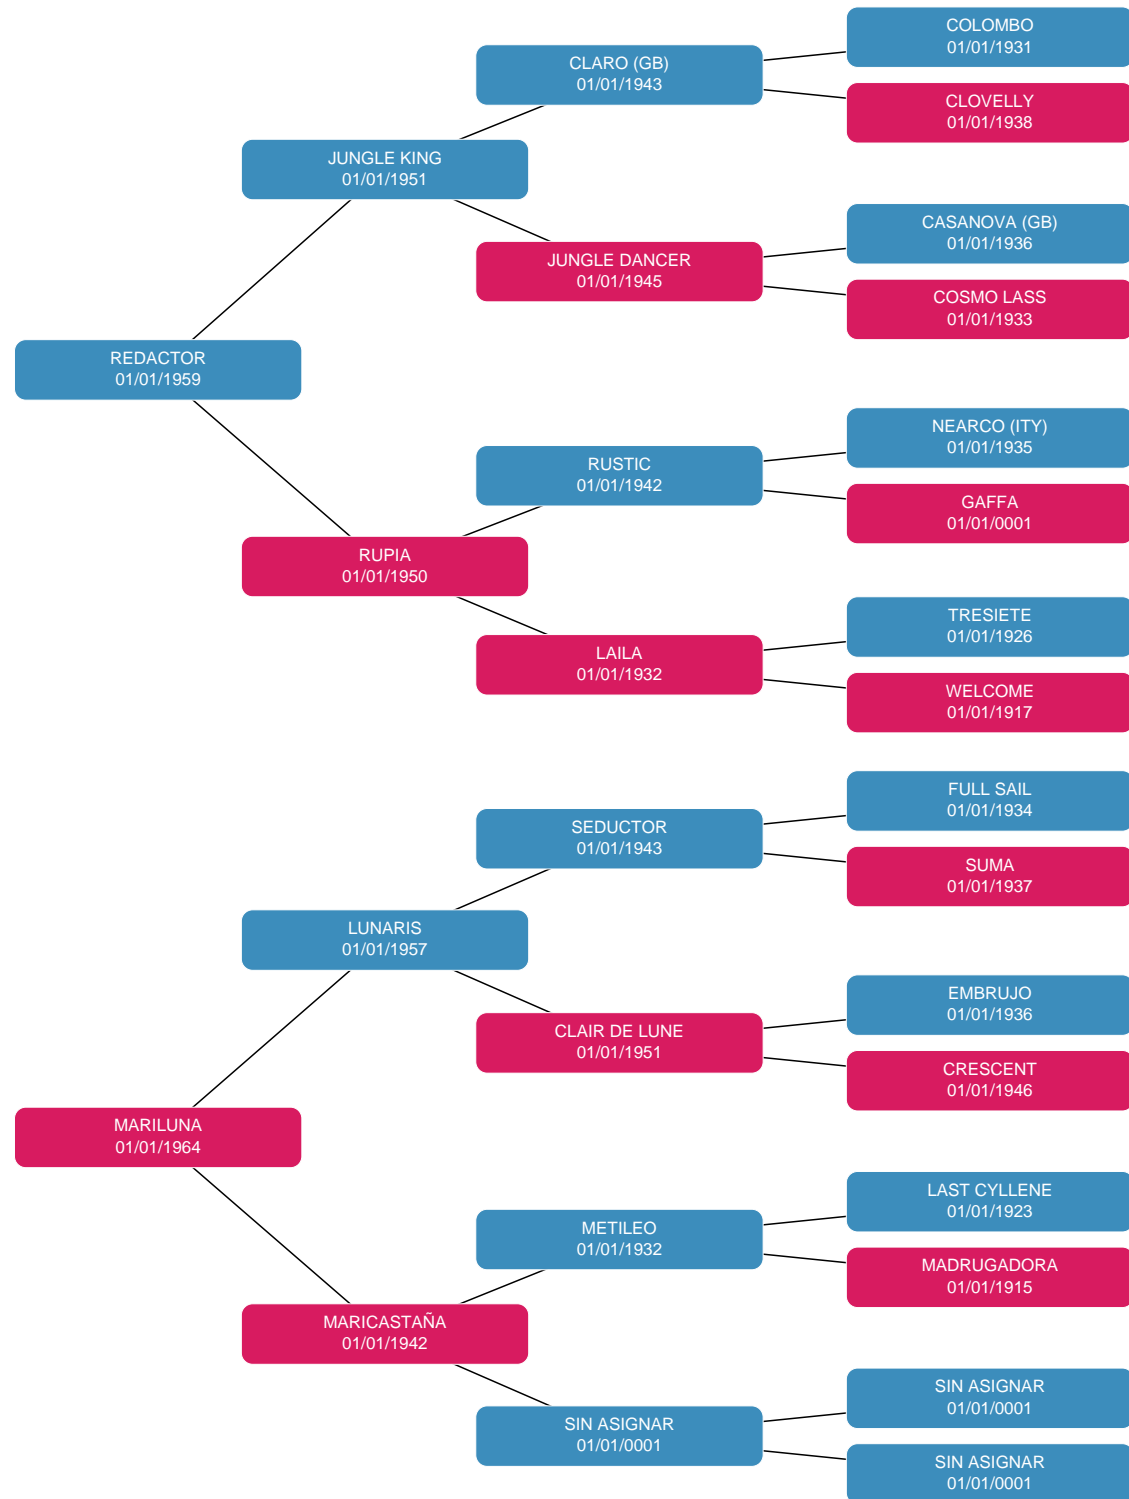 COLOMBO
01/01/1931
CLARO (GB)
01/01/1943
CLOVELLY
01/01/1938
JUNGLE KING
01/01/1951
CASANOVA (GB)
01/01/1936
JUNGLE DANCER
01/01/1945
COSMO LASS
01/01/1933
REDACTOR
01/01/1959
NEARCO (ITY)
01/01/1935
RUSTIC
01/01/1942
GAFFA
01/01/0001
RUPIA
01/01/1950
TRESIETE
01/01/1926
LAILA
01/01/1932
WELCOME
01/01/1917
FULL SAIL
01/01/1934
SEDUCTOR
01/01/1943
SUMA
01/01/1937
LUNARIS
01/01/1957
EMBRUJO
01/01/1936
CLAIR DE LUNE
01/01/1951
CRESCENT
01/01/1946
MARILUNA
01/01/1964
LAST CYLLENE
01/01/1923
METILEO
01/01/1932
MADRUGADORA
01/01/1915
MARICASTAÑA
01/01/1942
SIN ASIGNAR
01/01/0001
SIN ASIGNAR
01/01/0001
SIN ASIGNAR
01/01/0001